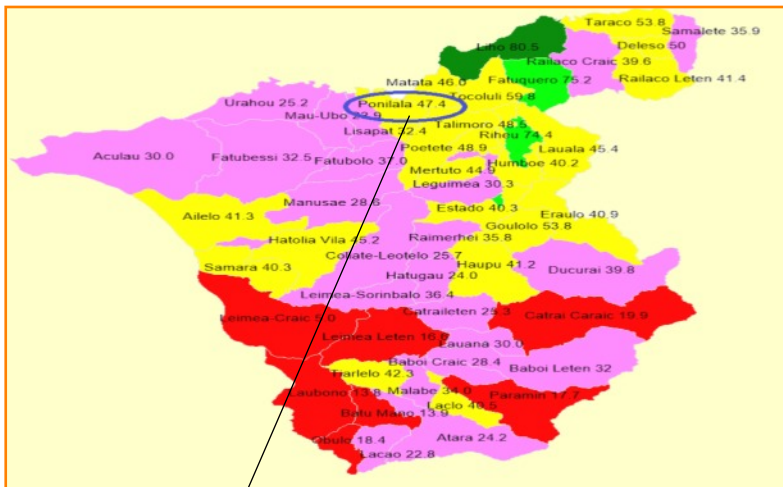 Taraco 53.8
Samalete 35.9
Liho 80.5
Deleso 50
Railaco Craic 39.6
Matata 46.0
Fatuquero 75.2
Railaco Leten 41.4
Urahou 25.2
Ponilala 47.4
Tocoluli 59.8
Mau-Ubo 23.9
Talimoro 48.5
Lisapat 32.4
Riheu 74.4
Poetete 48.9
Lauala 45.4
Aculau 30.0
Fatubessi 32.5
Fatubolo 37.0
Humboe 40.2
Mertuto 44.9
Leguimea 30.3
Manusae 28.6
Estado 40.3
Ailelo 41.3
Eraulo 40.9
Goulolo 53.8
Hatolia Vila 45.2
Raimerhei 35.8
Coliate-Leotelo 25.7
Samara 40.3
Haupu 41.2
Hatugau 24.0
Ducurai 39.8
Leimea-Sorinbalo 36.4
Leimea-Craic 5.0
Catraileten 25.3
Catrai Caraic 19.9
Leimea Leten 16.6
Lauana 30.0
Baboi Craic 28.4
Baboi Leten 32
Tarlelo 42.3
Laubono 13.8
Malabe 34.0
Paramin 17.7
Laclo 40.5
Batu Mano 13.9
Obulo 18.4
Atara 24.2
Lacao 22.8